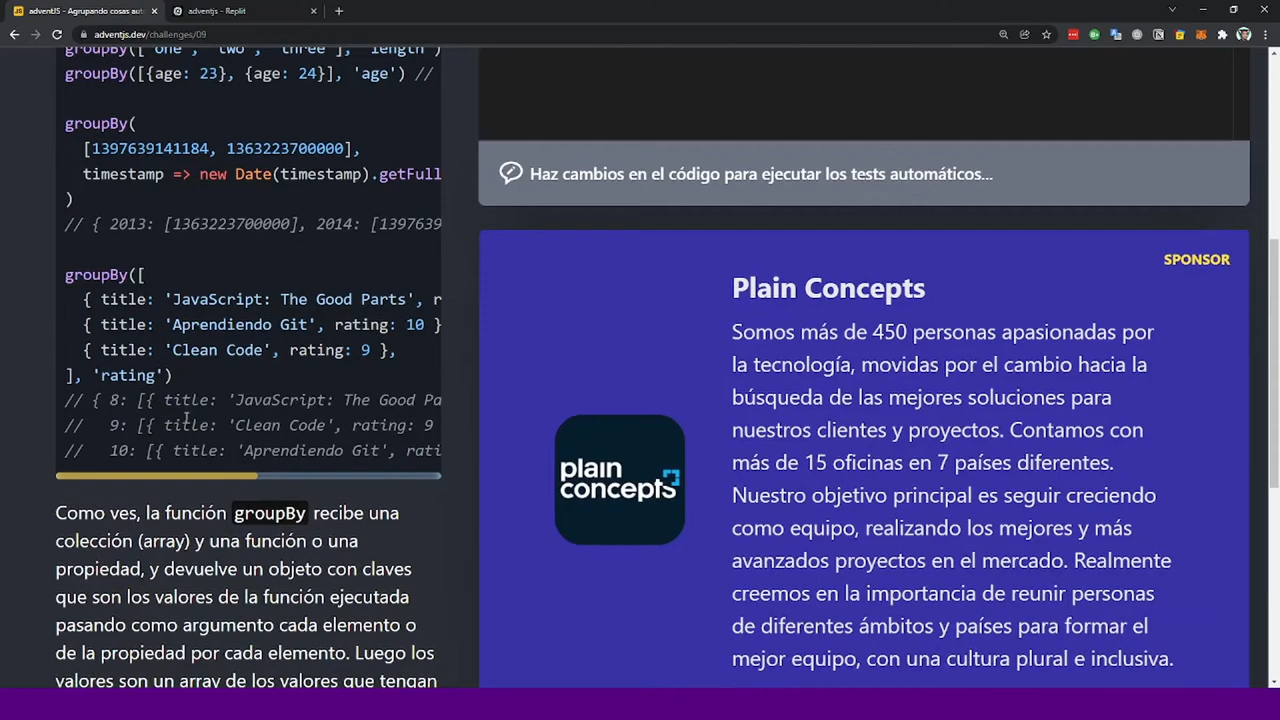 adventJS - Agrupando cosas auto
adventjs - Replit
adventjs.dev/challenges/09
groupBy(['one', 'two', 'three'], 'length')
groupBy([{age: 23}, {age: 24}], 'age') //
groupBy(
[1397639141184, 1363223700000],
timestamp => new Date(timestamp).getFull
)
// { 2013: [1363223700000], 2014: [1397639
groupBy([
{ title: 'JavaScript: The Good Parts', r
{ title: 'Aprendiendo Git', rating: 10 }
{ title: 'Clean Code', rating: 9 },
], 'rating')
// { 8: [{ title: 'JavaScript: The Good Pa
// 9: [{ title: 'Clean Code', rating: 9
// 10: [{ title: 'Aprendiendo Git', rati
Como ves, la función groupBy recibe una
colección (array) y una función o una
propiedad, y devuelve un objeto con claves
que son los valores de la función ejecutada
pasando como argumento cada elemento o
de la propiedad por cada elemento. Luego los
valores son un array de los valores que tengan
Haz cambios en el código para ejecutar los tests automáticos...
SPONSOR
plain
concepts
Plain Concepts
Somos más de 450 personas apasionadas por
la tecnología, movidas por el cambio hacia la
búsqueda de las mejores soluciones para
nuestros clientes y proyectos. Contamos con
más de 15 oficinas en 7 países diferentes.
Nuestro objetivo principal es seguir creciendo
como equipo, realizando los mejores y más
avanzados proyectos en el mercado. Realmente
creemos en la importancia de reunir personas
de diferentes ámbitos y países para formar el
mejor equipo, con una cultura plural e inclusiva.